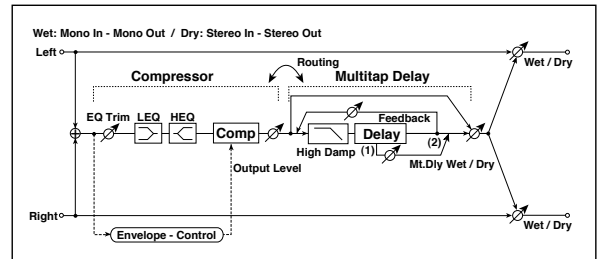 Wet: Mono In - Mono Out / Dry: Stereo In - Stereo Out
Left
Wet / Dry
Routing
Compressor
Multitap Delay
EQ Trim
LEQ
HEQ
Comp
Feedback
High Damp
Delay
(1)
(2)
Mt.Dly Wet / Dry
Output Level
Right
Envelope - Control
Wet / Dry